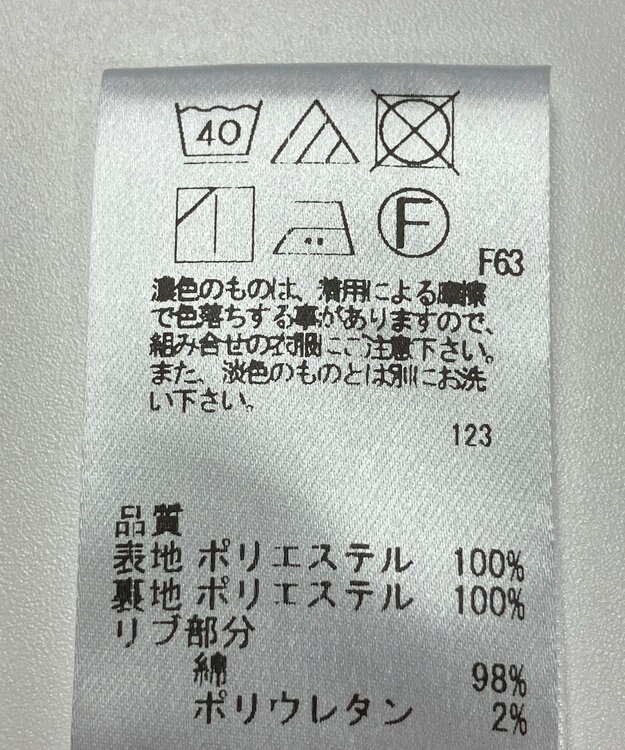 40
F
F63
濃色のものは、着用による摩擦
で色落ちする事がありますので、
組み合せの衣服にご注意下さい。
また、淡色のものとは別にお洗
い下さい。
123
品質
表地 ポリエステル 100%
裏地 ポリエステル 100%
リブ部分
綿 98%
ポリウレタン 2%